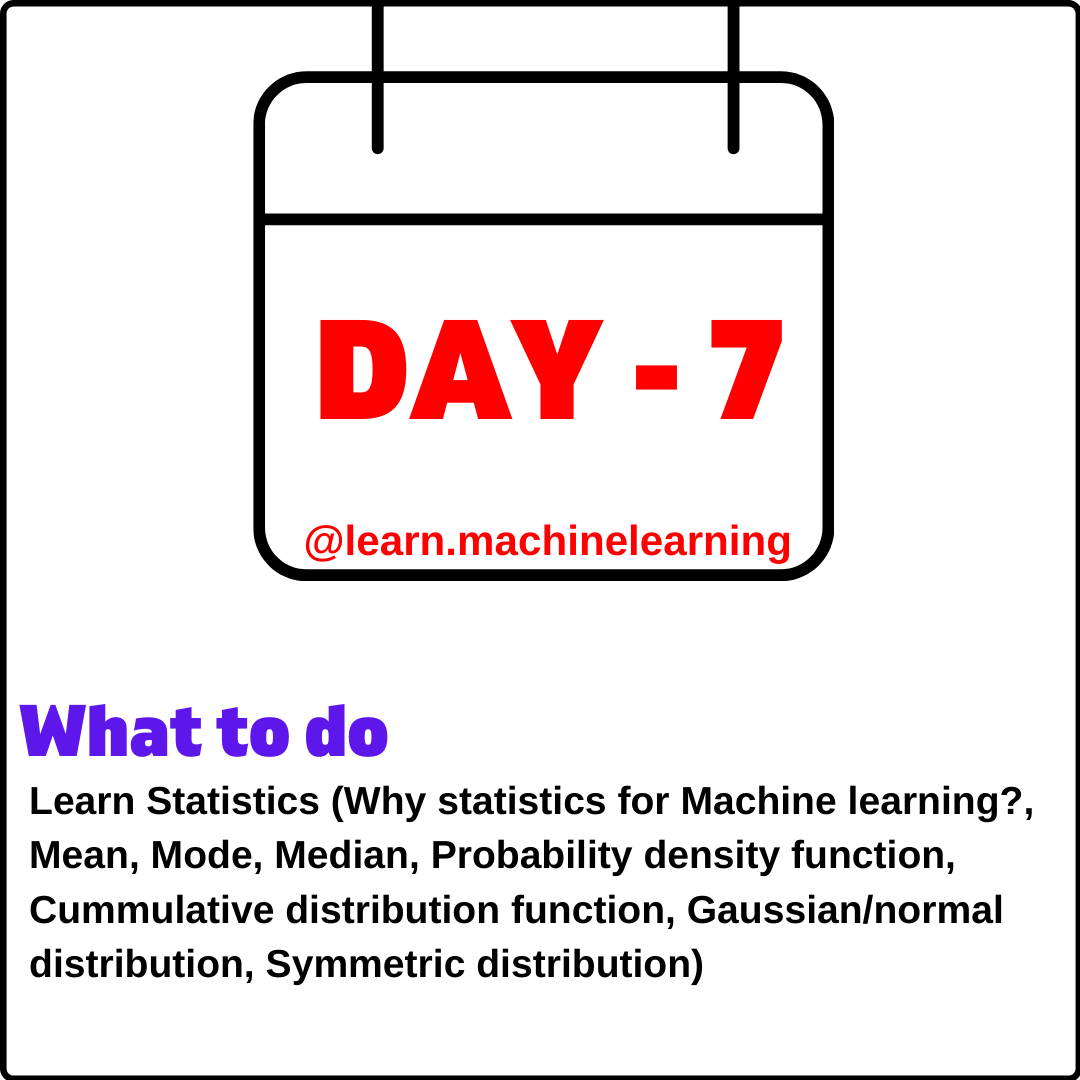 DAY - 7
@learn.machinelearning
What to do
Learn Statistics (Why statistics for Machine learning?,
Mean, Mode, Median, Probability density function,
Cummulative distribution function, Gaussian/normal
distribution, Symmetric distribution)